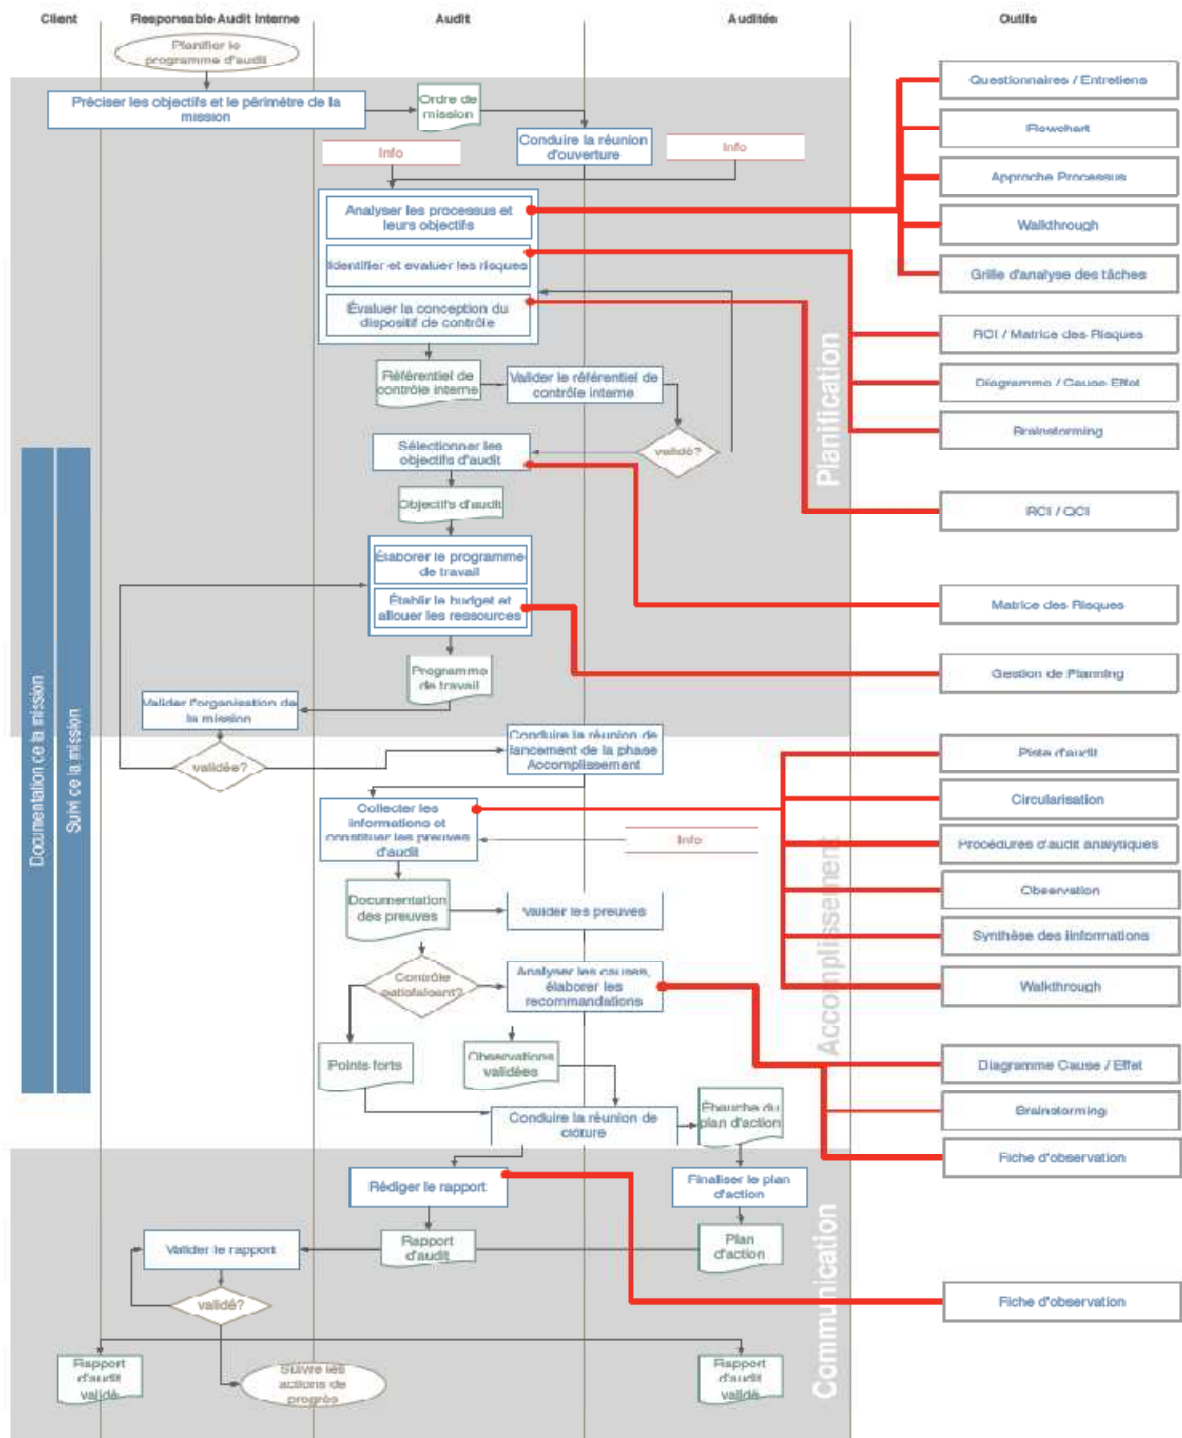 Client
Responsable Audit Interne
Audit
Audités
Outils
Planifier le
programme d'audit
Préciser les objectifs et le périmètre de la
mission
Ordre de
mission
Conduire la réunion
d'ouverture
Info
Info
Analyser les processus et
leurs objectifs
Identifier et evaluer les risques
Évaluer la conception du
dispositif de contrôle
Référentiel de
contrôle interne
Valider le référentiel de
contrôle interne
validé?
Sélectionner les
objectifs d'audit
Objectifs d'audit
Élaborer le programme
de travail
Établir le budget et
allouer les ressources
Programme
de travail
Valider l'organisation de
la mission
validée?
Planification
Questionnaires / Entretiens
Flowchart
Approche Processus
Walkthrough
Grille d'analyse des tâches
RCI / Matrice des Risques
Diagramme / Cause Effet
Brainstorming
RCI / QCI
Matrice des Risques
Gestion de Planning
Documentation de la mission
Suivi de la mission
Conduire la réunion de
lancement de la phase
Accomplissement
Collecter les
informations et
constituer les preuves
d'audit
Info
Documentation
des preuves
Valider les preuves
Contrôle
satisfaisant?
Analyser les causes,
élaborer les
recommandations
Points forts
Observations
validées
Conduire la réunion de
clôture
Ébauche du
plan d'action
Accomplissement
Piste d'audit
Circularisation
Procédures d'audit analytiques
Observation
Synthèse des informations
Walkthrough
Diagramme Cause / Effet
Brainstorming
Fiche d'observation
Rédiger le rapport
Finaliser le plan
d'action
Rapport
d'audit
Plan
d'action
Valider le rapport
validé?
Rapport
d'audit
validé
Suivre les
actions de
progrès
Rapport
d'audit
validé
Communication
Fiche d'observation